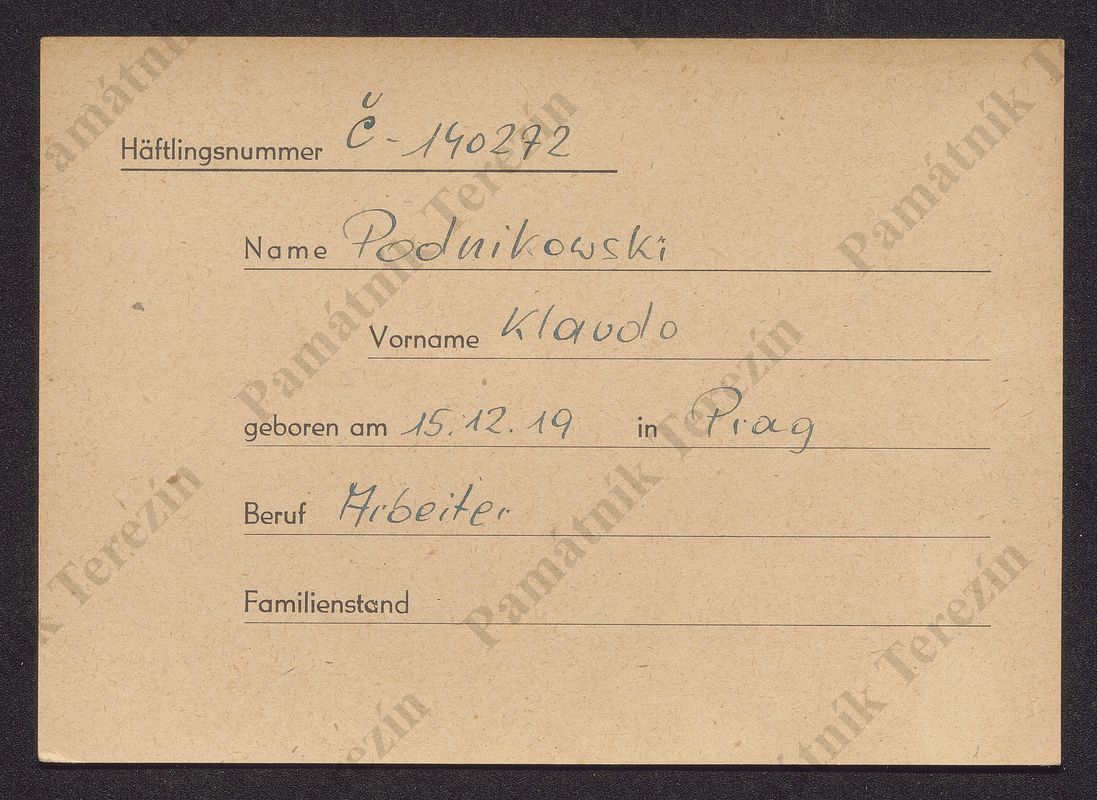 Häftlingsnummer Č-140272
Name Podnikowski
Vorname Klaudo
geboren am 15.12.19 in Prag
Beruf Arbeiter
Familienstand
Památník Terezín